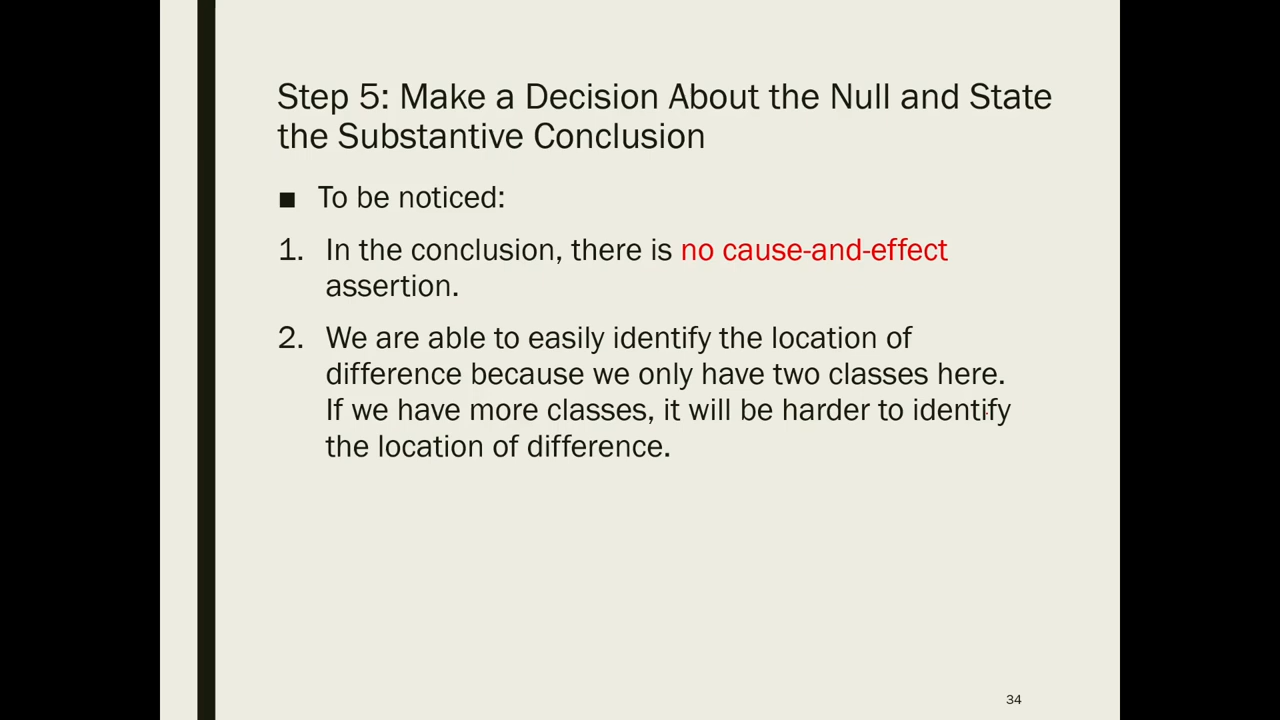 Step 5: Make a Decision About the Null and State
the Substantive Conclusion
■ To be noticed:
1. In the conclusion, there is no cause-and-effect
assertion.
2. We are able to easily identify the location of
difference because we only have two classes here.
If we have more classes, it will be harder to identify
the location of difference.
34